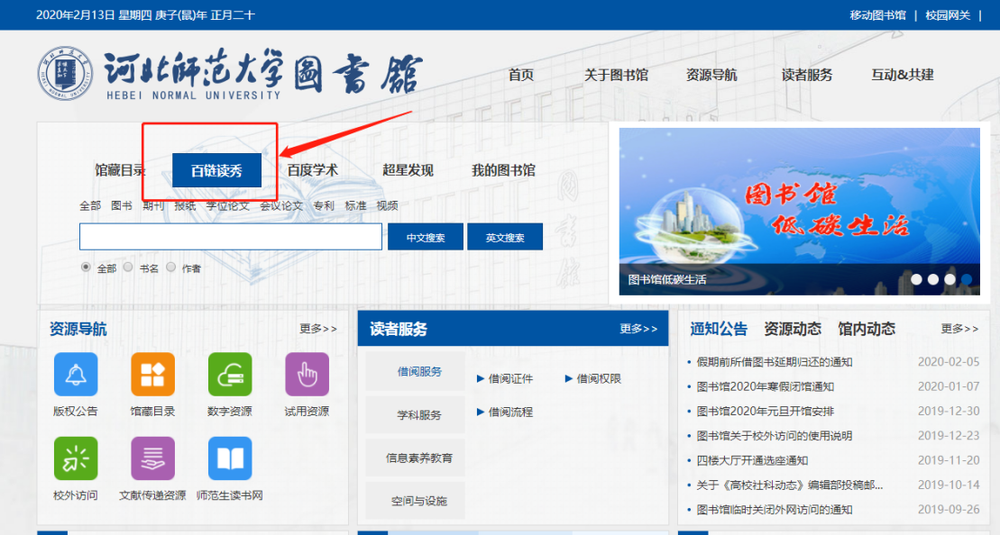 2020年2月13日 星期四 庚子(鼠)年 正月二十
移动图书馆 | 校园网关 |
河北师范大学圖書館
HEBEI NORMAL UNIVERSITY
首页 关于图书馆 资源导航 读者服务 互动&共建
馆藏目录 百链读秀 百度学术 超星发现 我的图书馆
全部 图书 期刊 报纸 学位论文 会议论文 专利 标准 视频
中文搜索 英文搜索
全部 书名 作者
图书馆
低碳生活
图书馆低碳生活
资源导航 更多>>
版权公告 馆藏目录 数字资源 试用资源
校外访问 文献传递资源 师范生读书网
读者服务 更多>>
借阅服务
学科服务
信息素养教育
空间与设施
借阅证件 借阅权限
借阅流程
通知公告 资源动态 馆内动态 更多>>
假期前所借图书延期归还的通知 2020-02-05
图书馆2020年寒假闭馆通知 2020-01-07
图书馆2020年元旦开馆安排 2019-12-30
图书馆关于校外访问的使用说明 2019-12-23
四楼大厅开通选座通知 2019-11-20
关于《高校社科动态》编辑部投稿邮... 2019-10-14
图书馆临时关闭外网访问的通知 2019-09-26